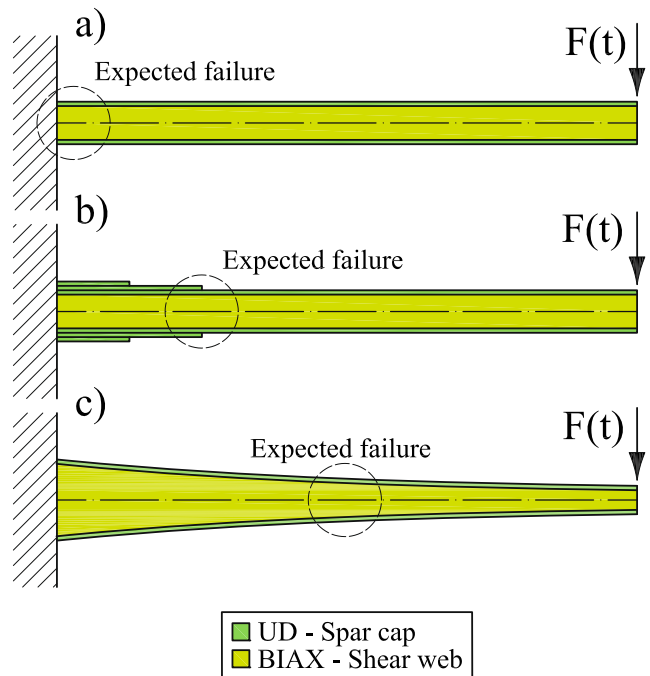 a)
F(t)
Expected failure
b)
F(t)
Expected failure
c)
F(t)
Expected failure
UD - Spar cap
BIAX - Shear web